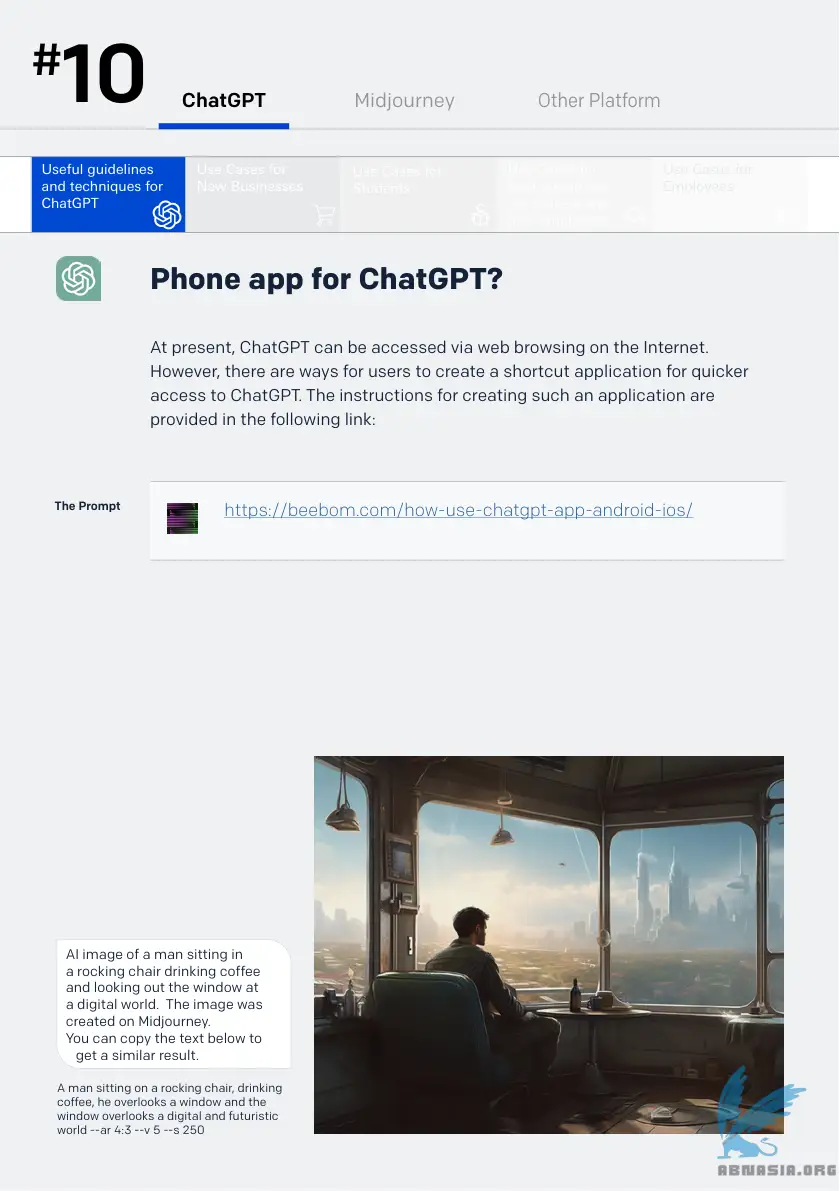 #10
ChatGPT
Midjourney
Other Platform
Useful guidelines
and techniques for
ChatGPT
Use Cases for
New Businesses
Use Cases for
Students
Use Cases for
Employees
Phone app for ChatGPT?
At present, ChatGPT can be accessed via web browsing on the Internet.
However, there are ways for users to create a shortcut application for quicker
access to ChatGPT. The instructions for creating such an application are
provided in the following link:
The Prompt
https://beebom.com/how-use-chatgpt-app-android-ios/
AI image of a man sitting in
a rocking chair drinking coffee
and looking out the window at
a digital world.  The image was
created on Midjourney.
You can copy the text below to
get a similar result.
A man sitting on a rocking chair, drinking
coffee, he overlooks a window and the
window overlooks a digital and futuristic
world --ar 4:3 --v 5 --s 250
ABNASIA.ORG